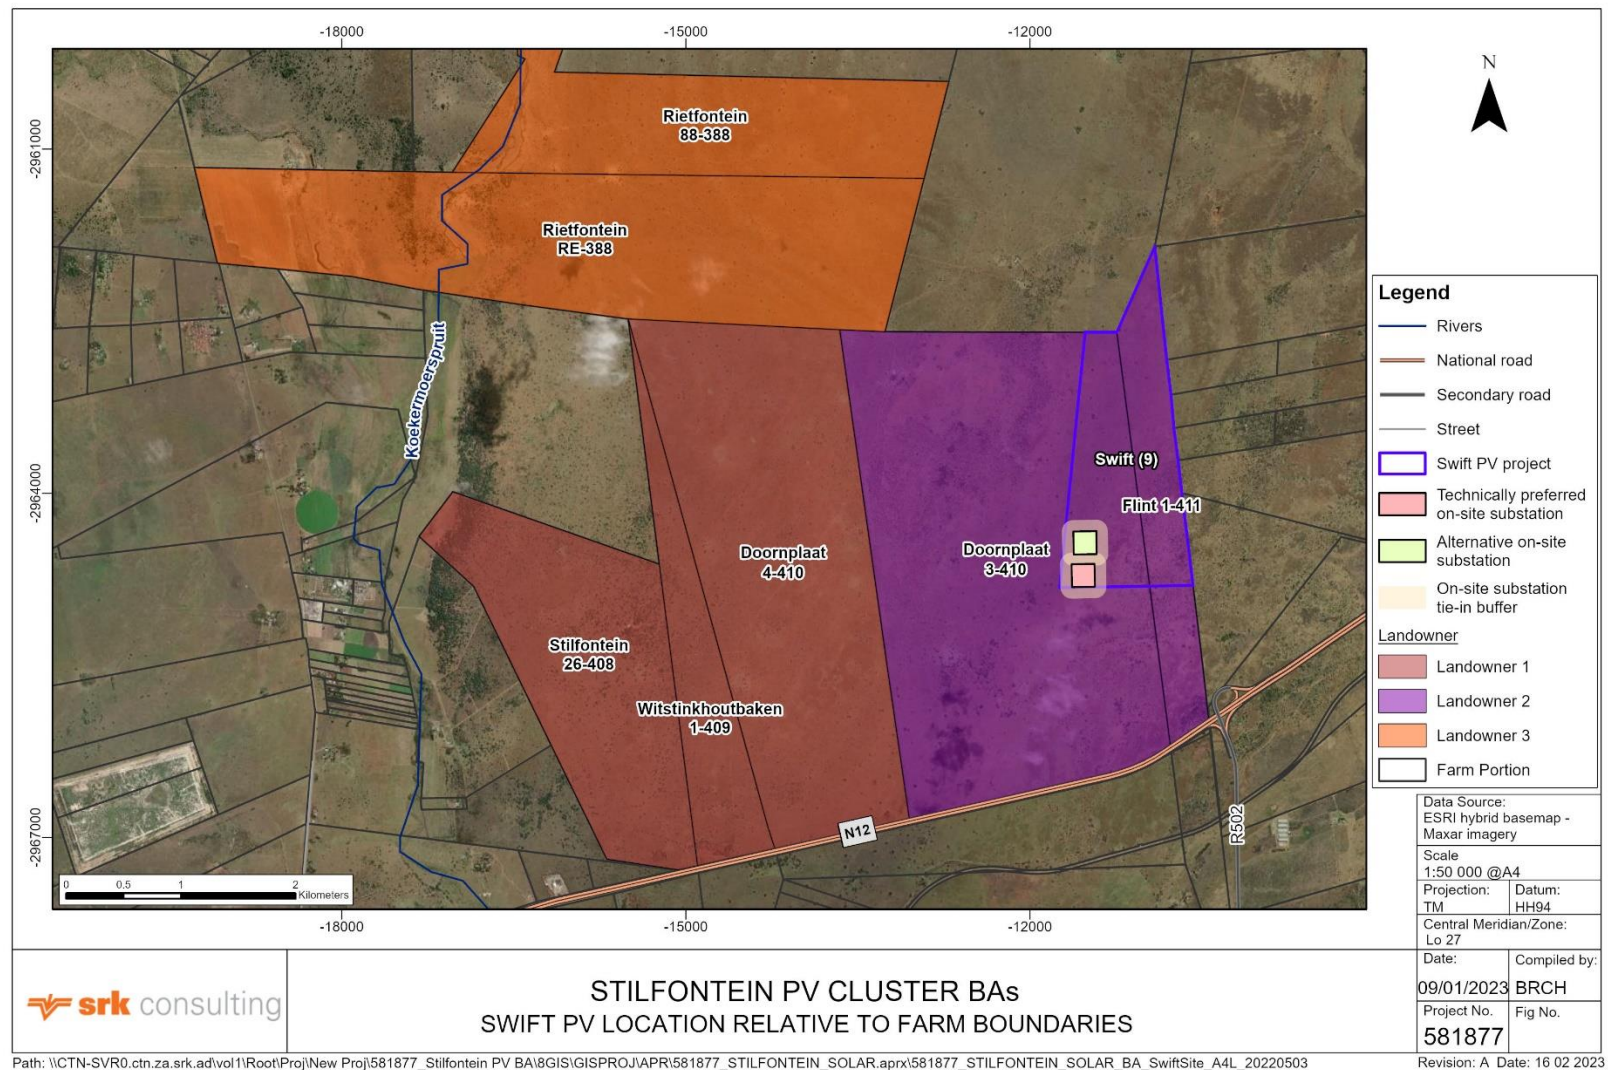 -18000
-15000
-12000
N
-2961000
-2964000
-2967000
Rietfontein
88-388
Rietfontein
RE-388
Koekermoerspruit
Swift (9)
Flint 1-411
Doornplaat
4-410
Doornplaat
3-410
Stilfontein
26-408
Witstinkhoutbaken
1-409
N12
R502
0 0.5 1 2
Kilometers
-18000
-15000
-12000
Legend
Rivers
National road
Secondary road
Street
Swift PV project
Technically preferred
on-site substation
Alternative on-site
substation
On-site substation
tie-in buffer
Landowner
Landowner 1
Landowner 2
Landowner 3
Farm Portion
Data Source:
ESRI hybrid basemap -
Maxar imagery
Scale
1:50 000 @A4
Projection:
TM
Datum:
HH94
Central Meridian/Zone:
Lo 27
Date:
09/01/2023
Compiled by:
BRCH
Project No.
581877
Fig No.
srk consulting
STILFONTEIN PV CLUSTER BAs
SWIFT PV LOCATION RELATIVE TO FARM BOUNDARIES
Path: \\CTN-SVR0.ctn.za.srk.ad\vol1\Root\Proj\New Proj\581877_Stilfontein PV BA\8GIS\GISPROJ\APR\581877_STILFONTEIN_SOLAR.aprx\581877_STILFONTEIN_SOLAR_BA_SwiftSite_A4L_20220503
Revision: A Date: 16 02 2023